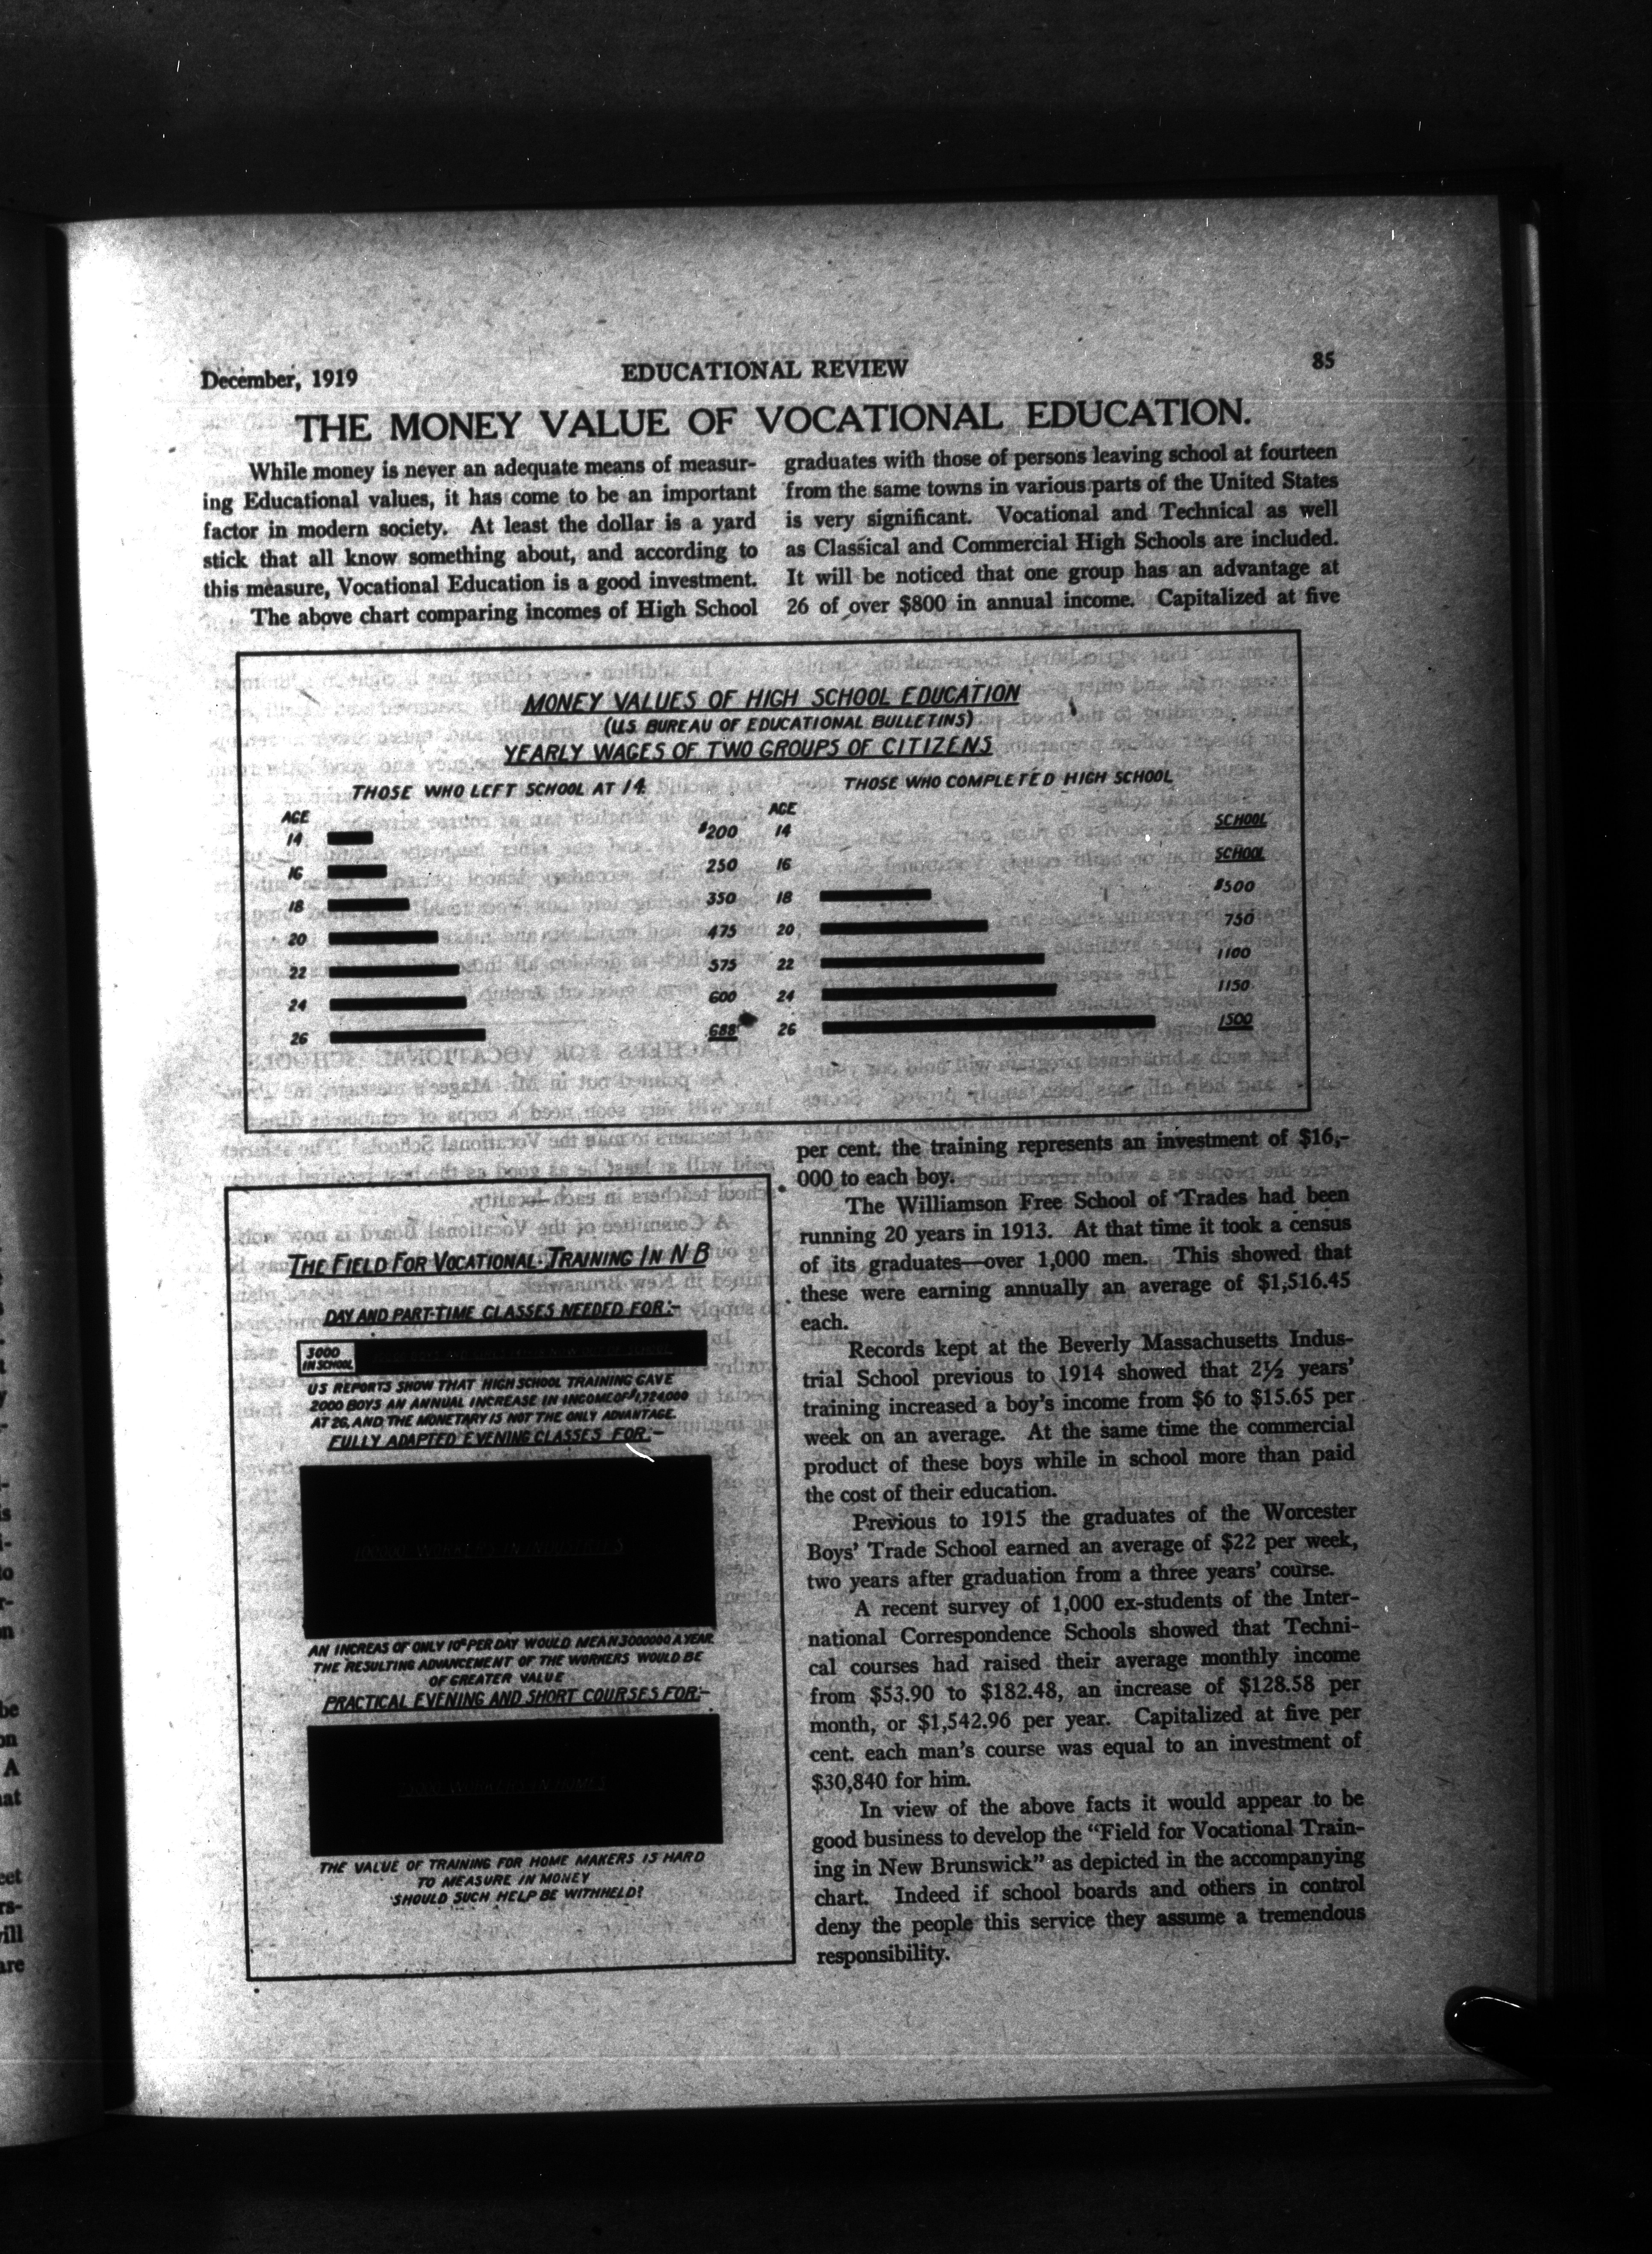 December, 1919
EDUCATIONAL REVIEW
85
THE MONEY VALUE OF VOCATIONAL EDUCATION.
While money is never an adequate means of measur-
ing Educational values, it has come to be an important
factor in modern society. At least the dollar is a yard
stick that all know something about, and according to
this measure, Vocational Education is a good investment.
The above chart comparing incomes of High School
graduates with those of persons leaving school at fourteen
from the same towns in various parts of the United States
is very significant. Vocational and Technical as well
as Classical and Commercial High Schools are included.
It will be noticed that one group has an advantage at
26 of over $800 in annual income. Capitalized at five
MONEY VALUES OF HIGH SCHOOL EDUCATION
(U.S. BUREAU OF EDUCATIONAL BULLETINS)
YEARLY WAGES OF TWO GROUPS OF CITIZENS
THOSE WHO LEFT SCHOOL AT 14
AGE
14 $200
16 250
18 350
20 475
22 575
24 600
26 688
THOSE WHO COMPLETED HIGH SCHOOL
AGE
14 SCHOOL
16 SCHOOL
18 $500
20 750
22 1100
24 1150
26 1500
THE FIELD FOR VOCATIONAL TRAINING IN N B
DAY AND PART-TIME CLASSES NEEDED FOR:-
3000
IN SCHOOL
US REPORTS SHOW THAT HIGH SCHOOL TRAINING GAVE
2000 BOYS AN ANNUAL INCREASE IN INCOME OF $1,724,000
AT 26, AND THE MONETARY IS NOT THE ONLY ADVANTAGE.
FULLY ADAPTED EVENING CLASSES FOR:-
100000 WORKERS IN INDUSTRIES
AN INCREAS OF ONLY 10¢ PER DAY WOULD MEAN 3000000 A YEAR
THE RESULTING ADVANCEMENT OF THE WORKERS WOULD BE
OF GREATER VALUE
PRACTICAL EVENING AND SHORT COURSES FOR:-
WORKERS IN HOMES
THE VALUE OF TRAINING FOR HOME MAKERS IS HARD
TO MEASURE IN MONEY
SHOULD SUCH HELP BE WITHHELD?
per cent. the training represents an investment of $16,-
000 to each boy.
The Williamson Free School of Trades had been
running 20 years in 1913. At that time it took a census
of its graduates—over 1,000 men. This showed that
these were earning annually an average of $1,516.45
each.
Records kept at the Beverly Massachusetts Indus-
trial School previous to 1914 showed that 2½ years'
training increased a boy's income from $6 to $15.65 per
week on an average. At the same time the commercial
product of these boys while in school more than paid
the cost of their education.
Previous to 1915 the graduates of the Worcester
Boys' Trade School earned an average of $22 per week,
two years after graduation from a three years' course.
A recent survey of 1,000 ex-students of the Inter-
national Correspondence Schools showed that Techni-
cal courses had raised their average monthly income
from $53.90 to $182.48, an increase of $128.58 per
month, or $1,542.96 per year. Capitalized at five per
cent. each man's course was equal to an investment of
$30,840 for him.
In view of the above facts it would appear to be
good business to develop the "Field for Vocational Train-
ing in New Brunswick" as depicted in the accompanying
chart. Indeed if school boards and others in control
deny the people this service they assume a tremendous
responsibility.